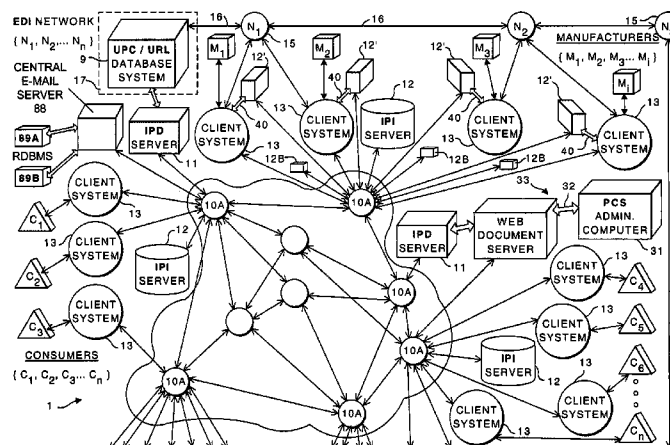 EDI NETWORK
{ N1, N2,... Nn }
16
16
15
N1
N2
N
15
9
UPC / URL
DATABASE
SYSTEM
M1
M2
M3
Mi
MANUFACTURERS
{ M1, M2, M3... Mi }
CENTRAL
E-MAIL
SERVER
88
17
12'
12'
12'
12'
12
13
13
13
13
40
40
40
40
CLIENT
SYSTEM
CLIENT
SYSTEM
IPI
SERVER
CLIENT
SYSTEM
CLIENT
SYSTEM
89A
89B
RDBMS
IPD
SERVER
11
12B
12B
12B
33
32
C1
CLIENT
SYSTEM
13
10A
10A
12
IPI
SERVER
IPD
SERVER
11
WEB
DOCUMENT
SERVER
PCS
ADMIN.
COMPUTER
31
C2
13
CLIENT
SYSTEM
10A
13
CLIENT
SYSTEM
C4
C3
CLIENT
SYSTEM
13
13
CLIENT
SYSTEM
C5
CONSUMERS
{ C1, C2, C3... Cn }
10A
10A
IPI
SERVER
12
13
CLIENT
SYSTEM
C6
1
10A
CLIENT
SYSTEM
13
Cn